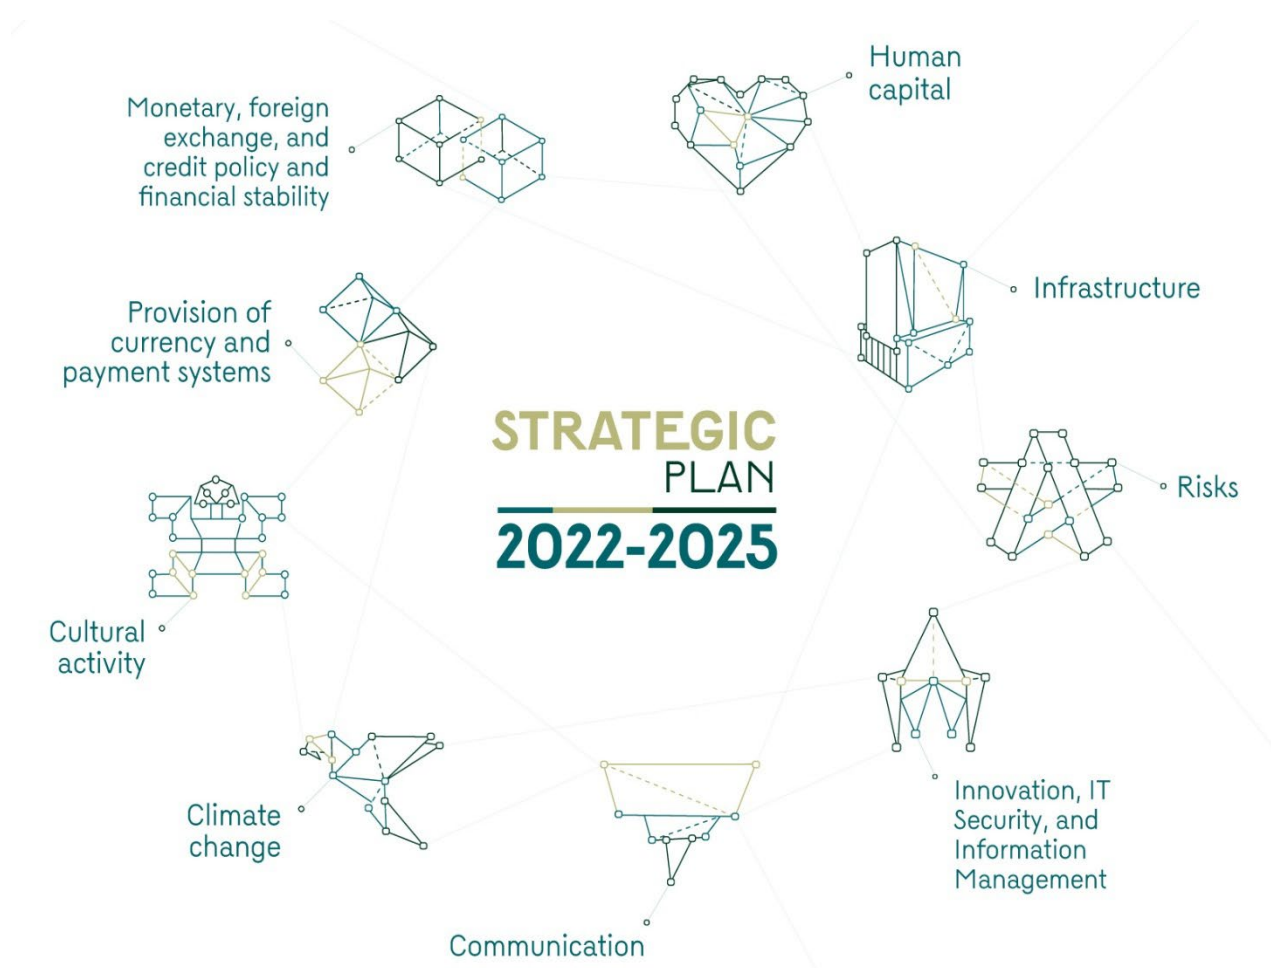 Human
capital
Monetary, foreign
exchange, and
credit policy and
financial stability
Infrastructure
Provision of
currency and
payment systems
STRATEGIC
PLAN
2022-2025
Risks
Cultural
activity
Climate
change
Innovation, IT
Security, and
Information
Management
Communication